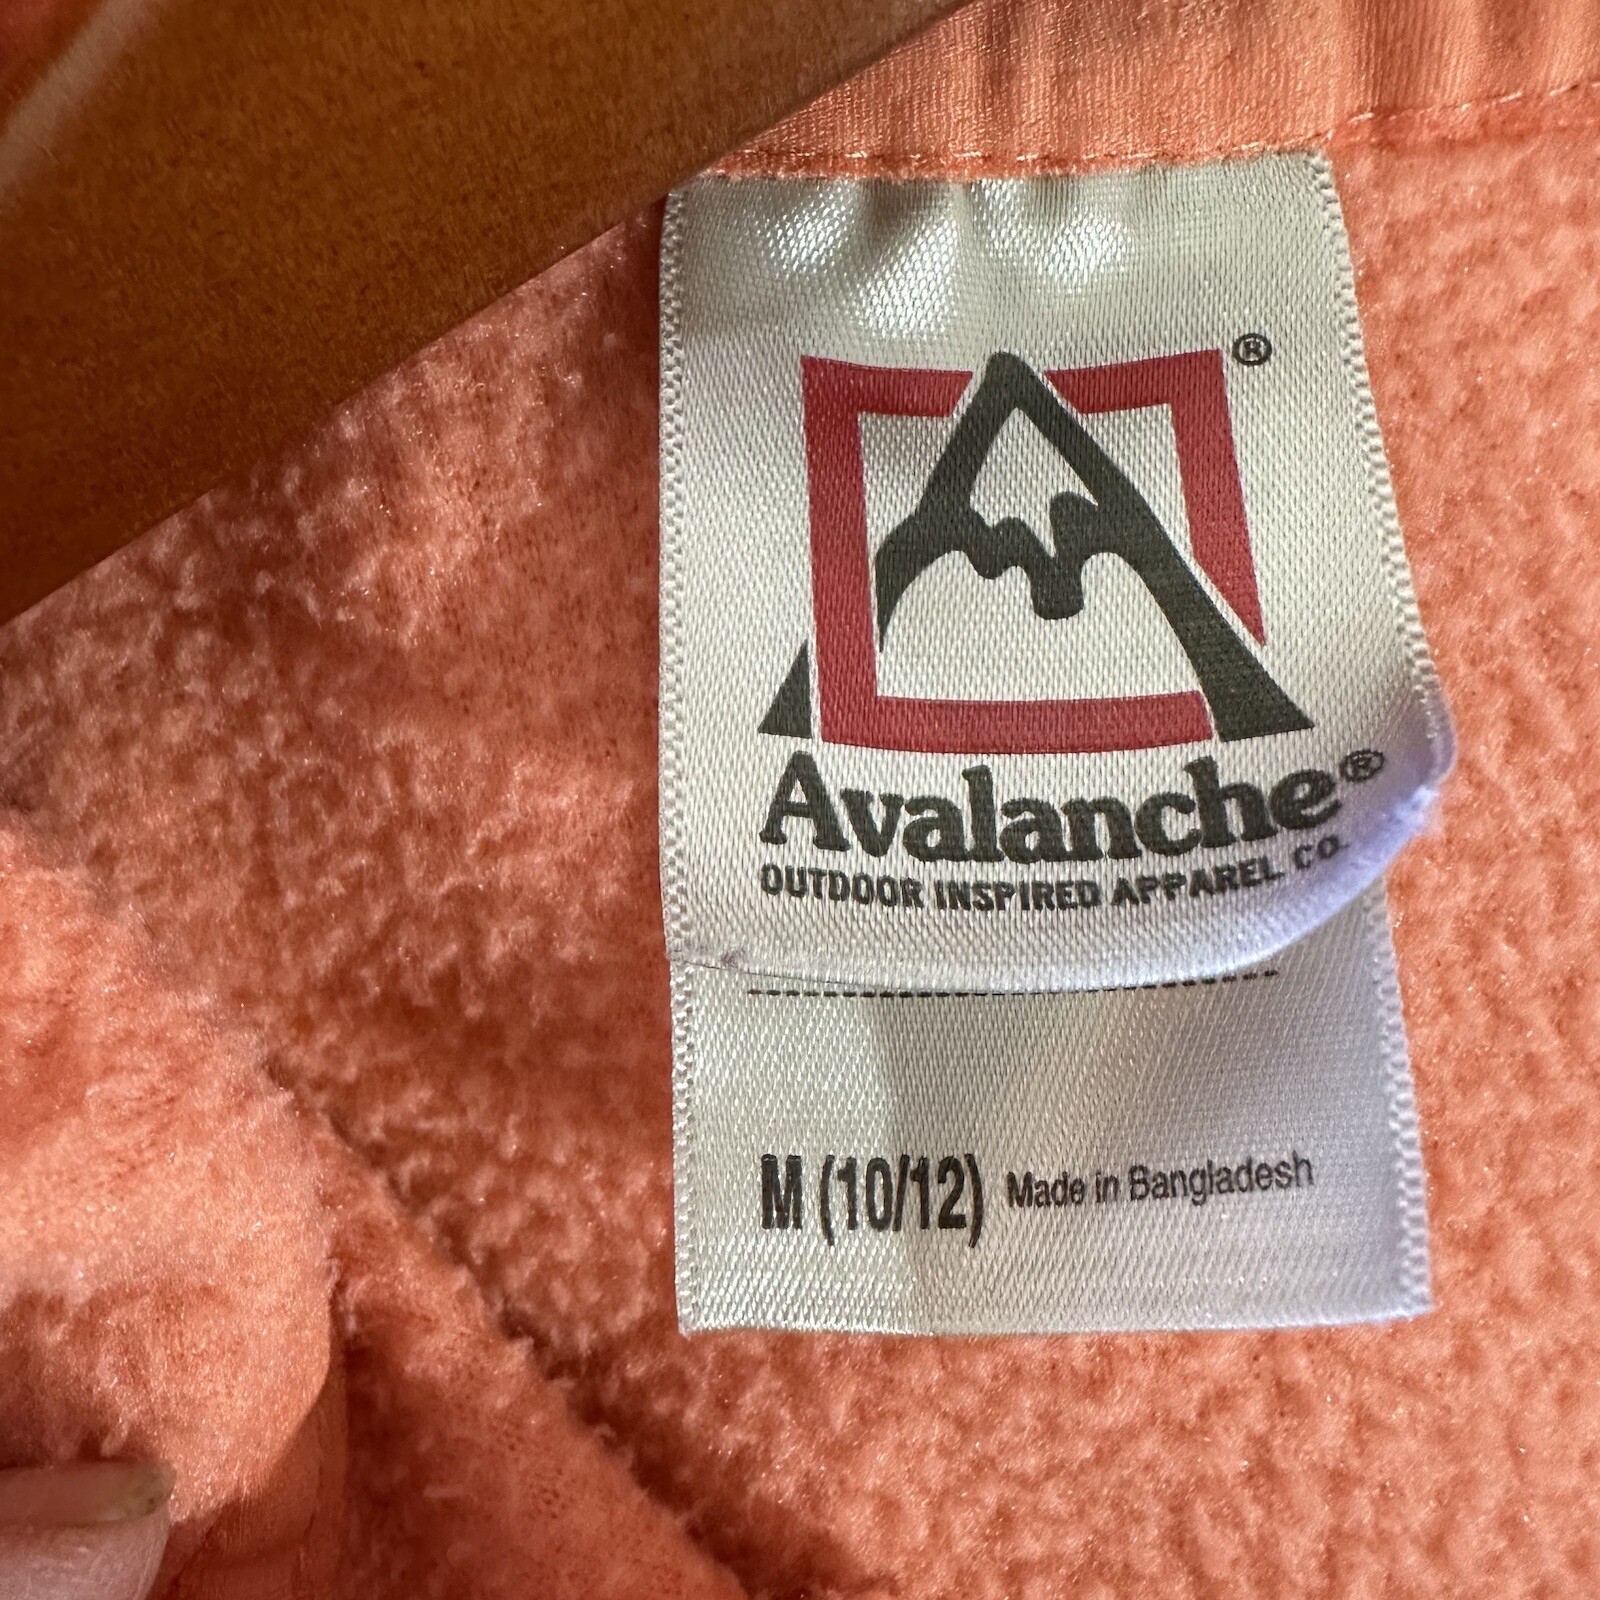 ®
Avalanche®
OUTDOOR INSPIRED APPAREL CO.
M (10/12) Made in Bangladesh